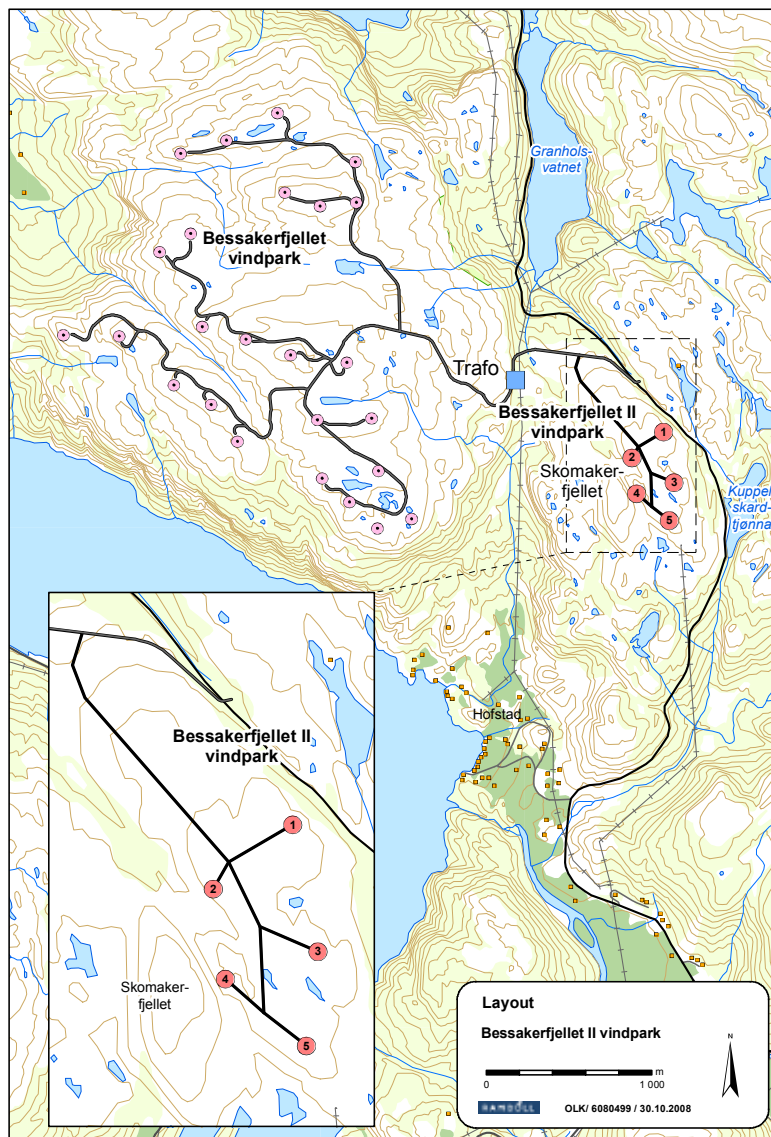 Granhols-
vatnet
Bessakerfjellet
vindpark
Trafo
Bessakerfjellet II
vindpark
1
2
Skomaker-
fjellet
3
4
5
Kuppel-
skard-
tjønna
Bessakerfjellet II
vindpark
1
2
3
4
Skomaker-
fjellet
5
Hofstad
Layout
Bessakerfjellet II vindpark
m
0 1 000
N
RAMBØLL OLK/ 6080499 / 30.10.2008